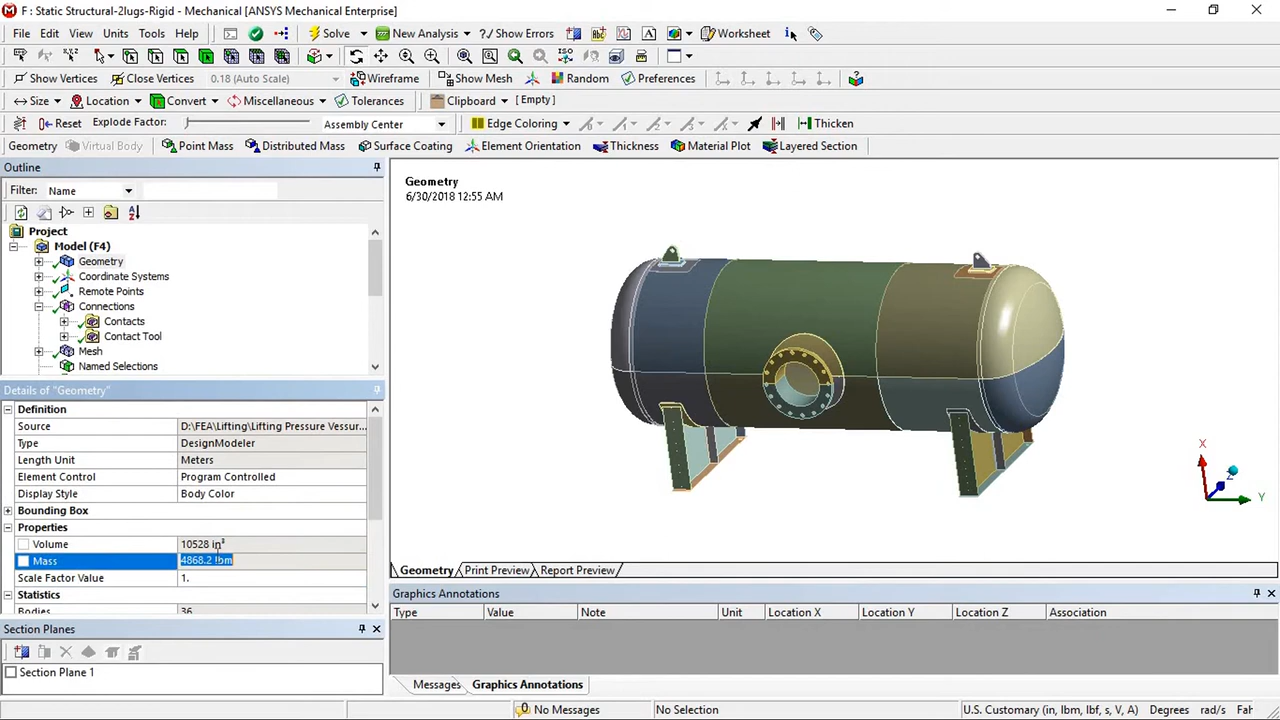 F : Static Structural-2lugs-Rigid - Mechanical [ANSYS Mechanical Enterprise]
File Edit View Units Tools Help Solve New Analysis ? Show Errors Worksheet
Show Vertices Close Vertices 0.18 (Auto Scale) Wireframe Show Mesh Random Preferences
Size Location Convert Miscellaneous Tolerances Clipboard [ Empty ]
Reset Explode Factor: Assembly Center Edge Coloring Thicken
Geometry Virtual Body Point Mass Distributed Mass Surface Coating Element Orientation Thickness Material Plot Layered Section
Outline
Filter: Name
Project
Model (F4)
Geometry
Coordinate Systems
Remote Points
Connections
Contacts
Contact Tool
Mesh
Named Selections
Details of "Geometry"
Definition
Source D:\FEA\Lifting\Lifting Pressure Vessur...
Type DesignModeler
Length Unit Meters
Element Control Program Controlled
Display Style Body Color
Bounding Box
Properties
Volume 10528 in³
Mass 4868.2 lbm
Scale Factor Value 1.
Statistics
Bodies 36
Section Planes
Section Plane 1
Geometry
6/30/2018 12:55 AM
X
Y
Z
Geometry Print Preview Report Preview
Graphics Annotations
Type Value Note Unit Location X Location Y Location Z Association
Messages Graphics Annotations
No Messages No Selection U.S. Customary (in, lbm, lbf, s, V, A) Degrees rad/s Fah